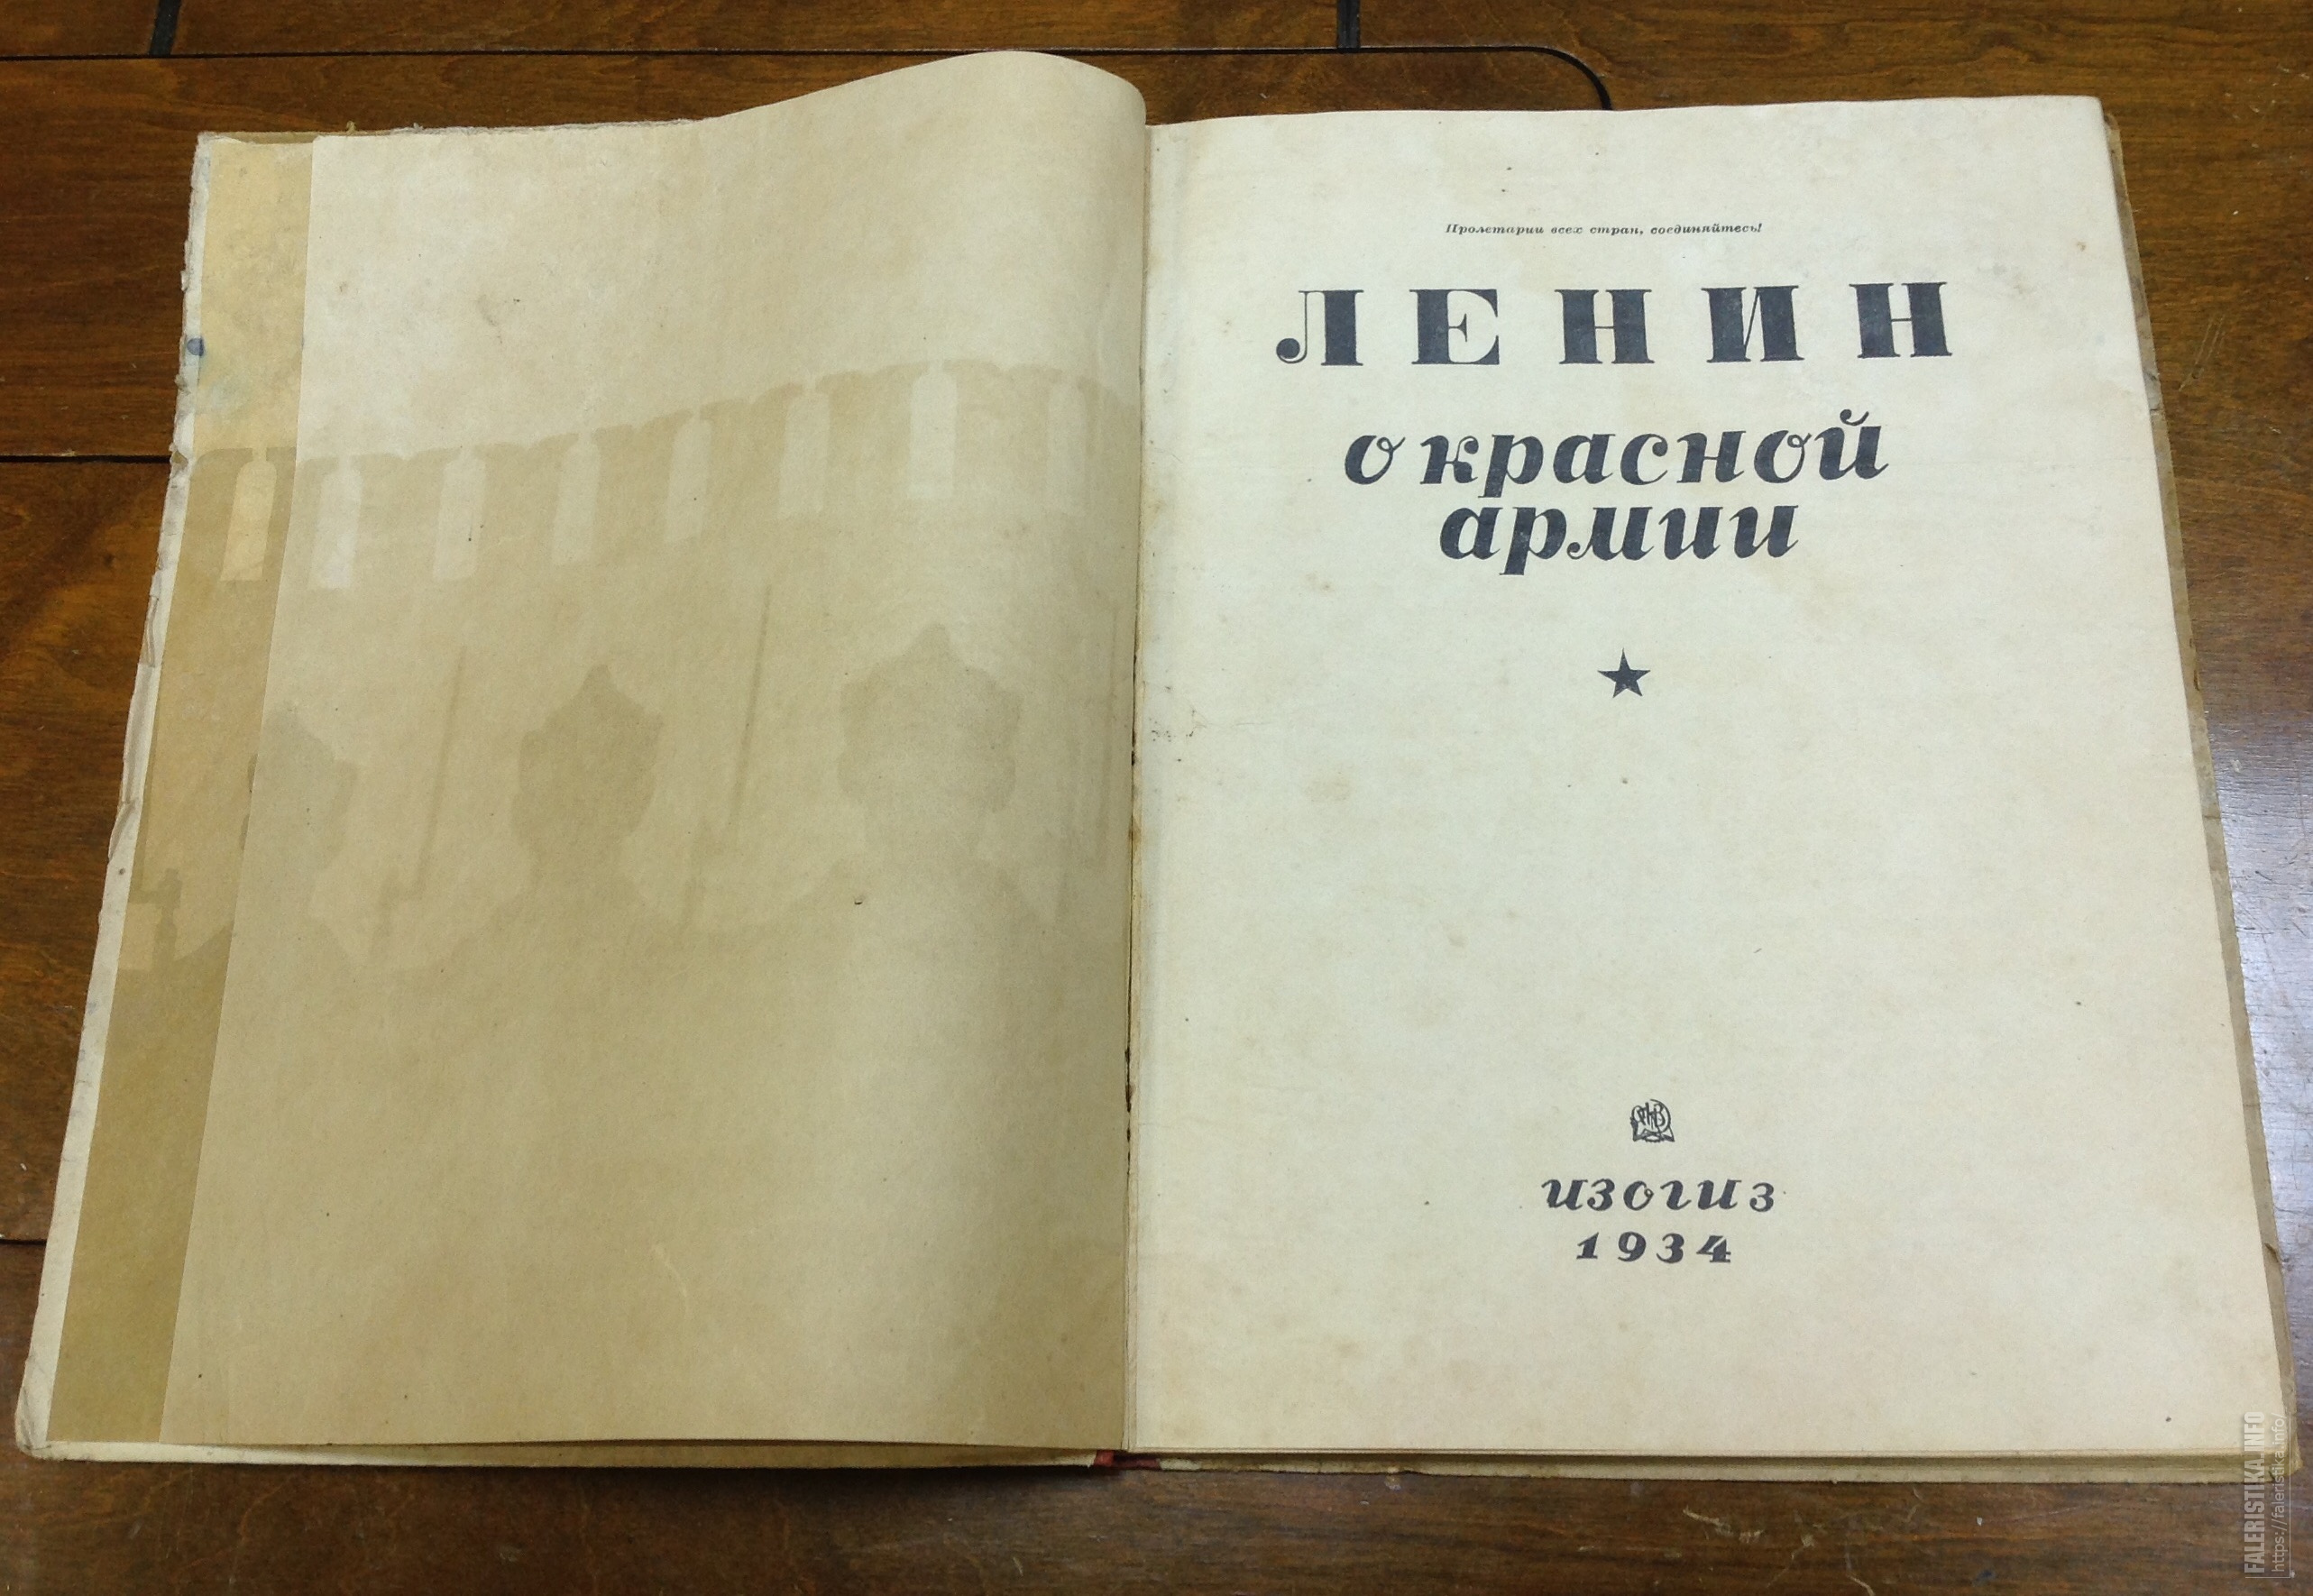 Пролетарии всех стран, соединяйтесь!
ЛЕНИН
о красной
армии
изогиз
1934
FALERISTIKA.INFO
https://faleristika.info/